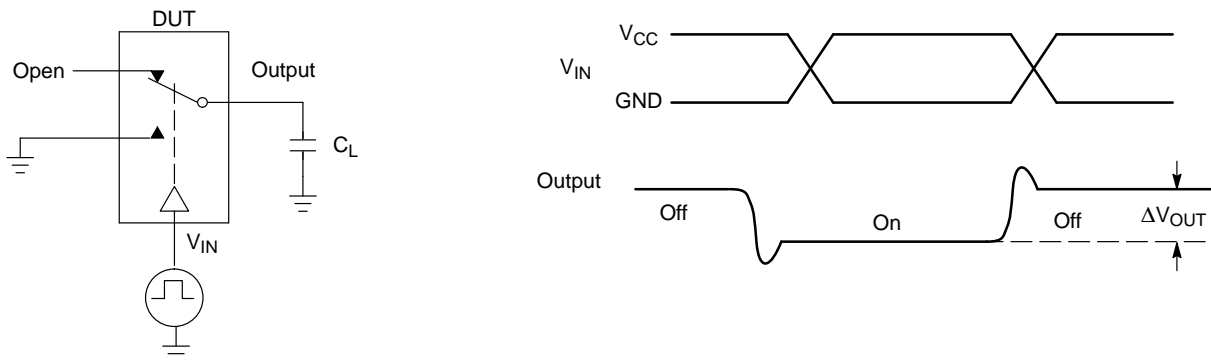 DUT
Open
Output
C_L
V_IN
V_CC
V_IN
GND
Output
Off
On
Off
ΔV_OUT